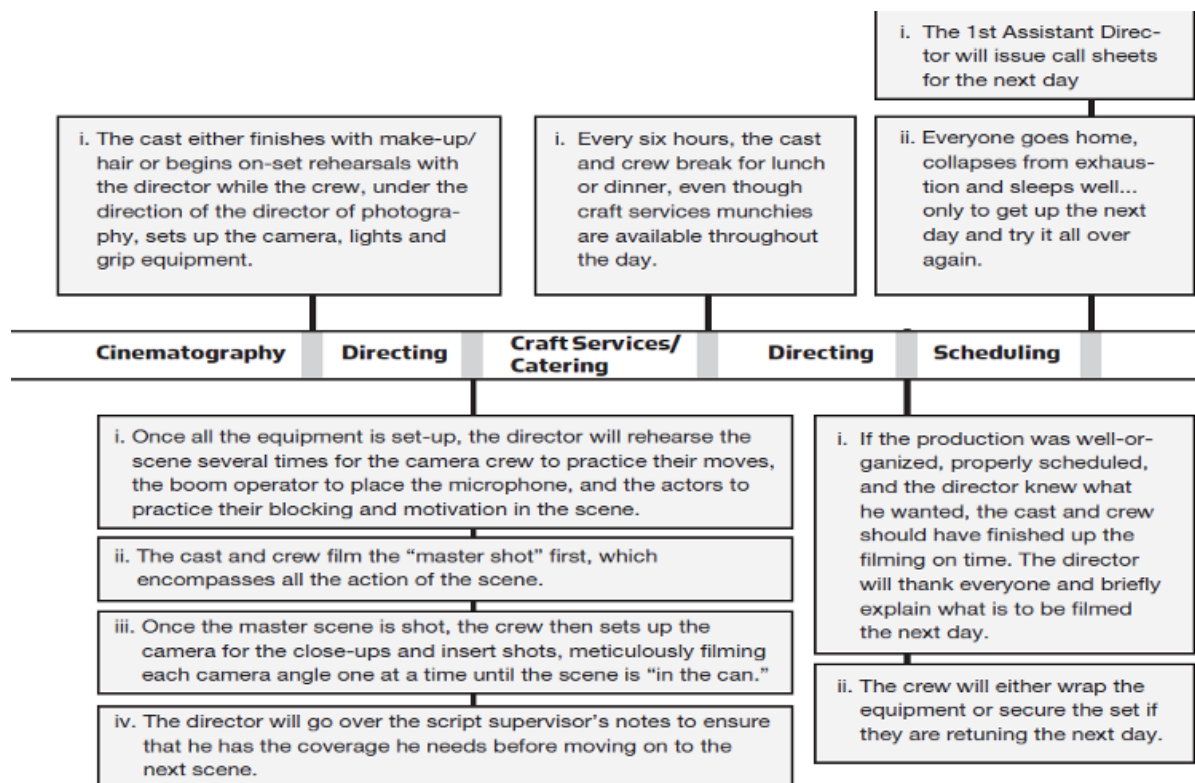 i. The 1st Assistant Direc-
tor will issue call sheets
for the next day
i. The cast either finishes with make-up/
hair or begins on-set rehearsals with
the director while the crew, under the
direction of the director of photogra-
phy, sets up the camera, lights and
grip equipment.
i. Every six hours, the cast
and crew break for lunch
or dinner, even though
craft services munchies
are available throughout
the day.
ii. Everyone goes home,
collapses from exhaus-
tion and sleeps well...
only to get up the next
day and try it all over
again.
Cinematography
Directing
Craft Services/
Catering
Directing
Scheduling
i. Once all the equipment is set-up, the director will rehearse the
scene several times for the camera crew to practice their moves,
the boom operator to place the microphone, and the actors to
practice their blocking and motivation in the scene.
ii. The cast and crew film the “master shot” first, which
encompasses all the action of the scene.
iii. Once the master scene is shot, the crew then sets up the
camera for the close-ups and insert shots, meticulously filming
each camera angle one at a time until the scene is “in the can.”
iv. The director will go over the script supervisor’s notes to ensure
that he has the coverage he needs before moving on to the
next scene.
i. If the production was well-or-
ganized, properly scheduled,
and the director knew what
he wanted, the cast and crew
should have finished up the
filming on time. The director
will thank everyone and briefly
explain what is to be filmed
the next day.
ii. The crew will either wrap the
equipment or secure the set if
they are retuning the next day.